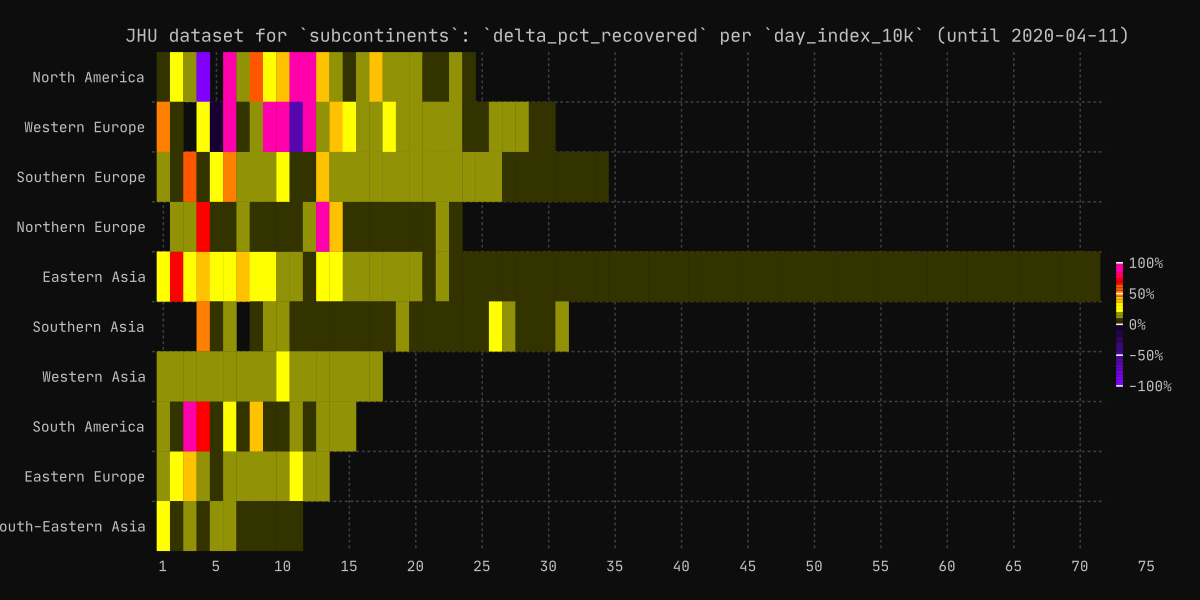 JHU dataset for `subcontinents`: `delta_pct_recovered` per `day_index_10k` (until 2020-04-11)
North America
Western Europe
Southern Europe
Northern Europe
Eastern Asia
Southern Asia
Western Asia
South America
Eastern Europe
outh-Eastern Asia
100%
50%
0%
-50%
-100%
1 5 10 15 20 25 30 35 40 45 50 55 60 65 70 75